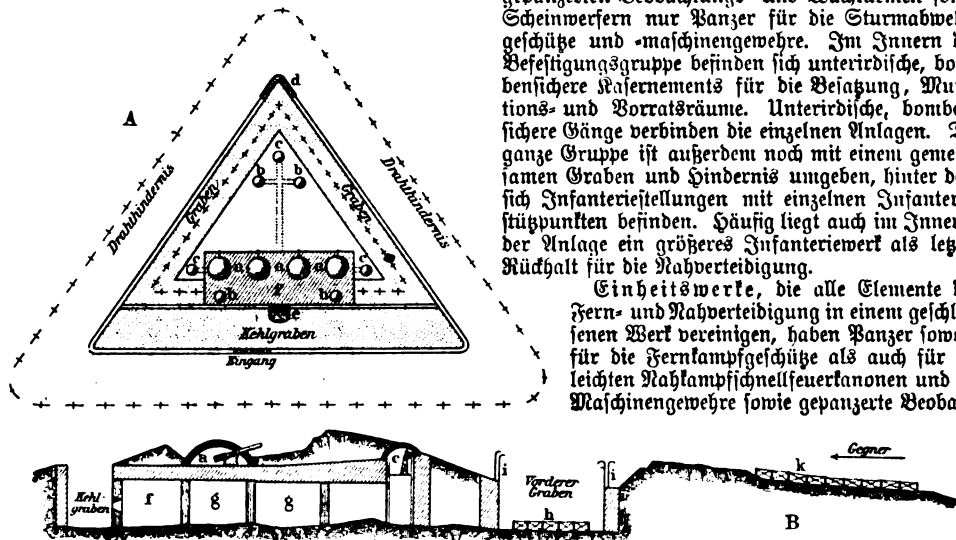 gepanzerten Beobachtungs- und
Scheinwerfern nur Panzer für die Sturmabwe
geschütze und =maschinengewehre. Im Innern
Befestigungsgruppe befinden sich unterirdische, bo
bensichere Kasernements für die Besatzung, Mu
tions= und Vorratsräume. Unterirdische, bombe
sichere Gänge verbinden die einzelnen Anlagen.
ganze Gruppe ist außerdem noch mit einem geme
samen Graben und Hindernis umgeben, hinter de
sich Infanteriestellungen mit einzelnen Infanter
stützpunkten befinden. Häufig liegt auch im Inner
der Anlage ein größeres Infanteriewerk als letz
Rückhalt für die Nahverteidigung.
Einheitswerke, die alle Elemente
Fern= und Nahverteidigung in einem geschl
senen Werk vereinigen, haben Panzer sow
für die Fernkampfgeschütze als auch für
leichten Nahkampfschnellfeuerkanonen und
Maschinengewehre sowie gepanzerte Beoba
A
d
Drahthindernis
Graben
c
b b
Graben
Drahthindernis
c a a a c
b f b
e
Kehlgraben
Eingang
a c i i k
Gegner
Kehl-
graben
f g g
Vorderer
Graben
h
B